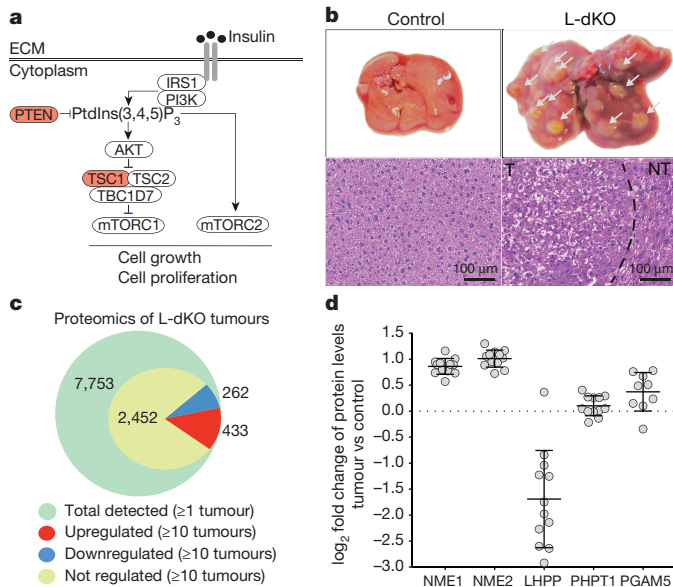 a
Insulin
ECM
Cytoplasm
IRS1
PI3K
PTEN
PtdIns(3,4,5)P3
AKT
TSC1 TSC2
TBC1D7
mTORC1 mTORC2
Cell growth
Cell proliferation
b
Control L-dKO
T NT
100 μm 100 μm
c
Proteomics of L-dKO tumours
7,753
2,452
262
433
Total detected (≥1 tumour)
Upregulated (≥10 tumours)
Downregulated (≥10 tumours)
Not regulated (≥10 tumours)
d
log2 fold change of protein levels
tumour vs control
1.5
1.0
0.5
0.0
−0.5
−1.0
−1.5
−2.0
−2.5
−3.0
NME1 NME2 LHPP PHPT1 PGAM5